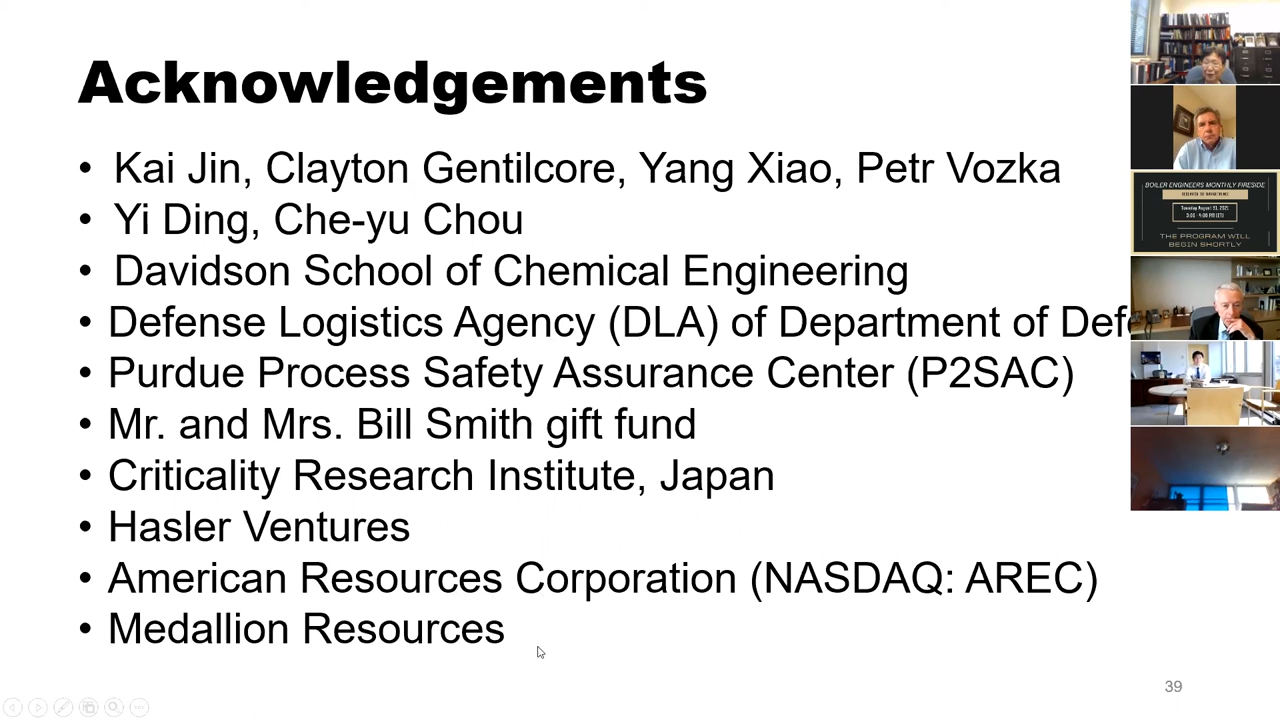 Acknowledgements
• Kai Jin, Clayton Gentilcore, Yang Xiao, Petr Vozka
• Yi Ding, Che-yu Chou
• Davidson School of Chemical Engineering
• Defense Logistics Agency (DLA) of Department of Defe
• Purdue Process Safety Assurance Center (P2SAC)
• Mr. and Mrs. Bill Smith gift fund
• Criticality Research Institute, Japan
• Hasler Ventures
• American Resources Corporation (NASDAQ: AREC)
• Medallion Resources
39
BOILER ENGINEERS MONTHLY FIRESIDE
THE PROGRAM WILL
BEGIN SHORTLY